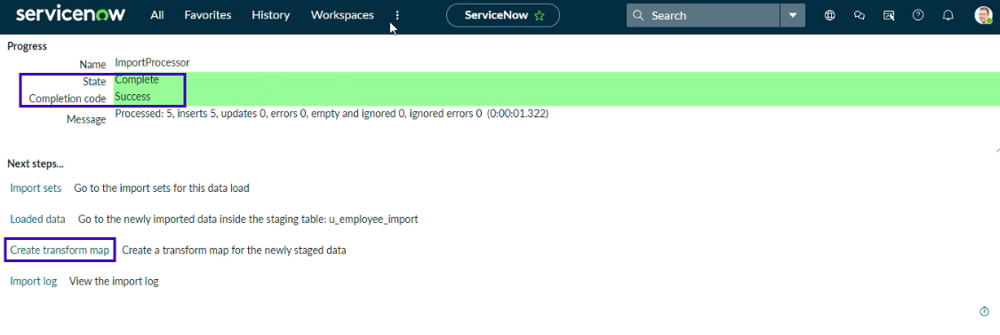 servicenow All Favorites History Workspaces ServiceNow Search
Progress
Name ImportProcessor
State Complete
Completion code Success
Message Processed: 5, inserts 5, updates 0, errors 0, empty and ignored 0, ignored errors 0 (0:00:01.322)
Next steps...
Import sets Go to the import sets for this data load
Loaded data Go to the newly imported data inside the staging table: u_employee_import
Create transform map Create a transform map for the newly staged data
Import log View the import log